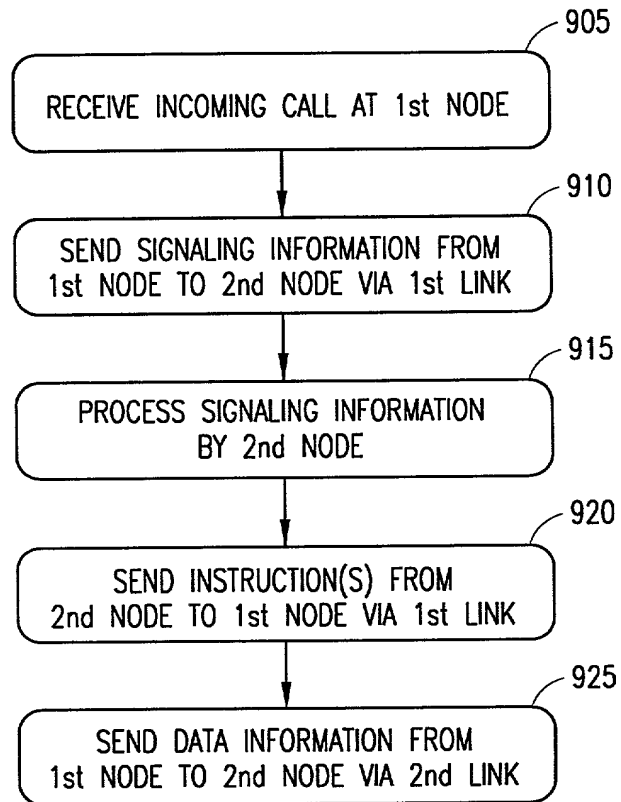 905
RECEIVE INCOMING CALL AT 1st NODE
910
SEND SIGNALING INFORMATION FROM
1st NODE TO 2nd NODE VIA 1st LINK
915
PROCESS SIGNALING INFORMATION
BY 2nd NODE
920
SEND INSTRUCTION(S) FROM
2nd NODE TO 1st NODE VIA 1st LINK
925
SEND DATA INFORMATION FROM
1st NODE TO 2nd NODE VIA 2nd LINK